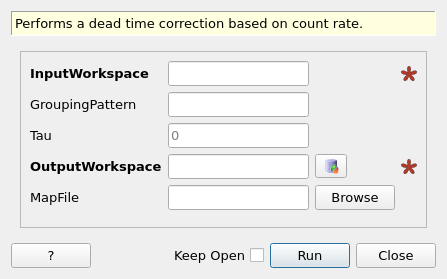 Performs a dead time correction based on count rate.
InputWorkspace
GroupingPattern
Tau 0
OutputWorkspace
MapFile Browse
? Keep Open Run Close